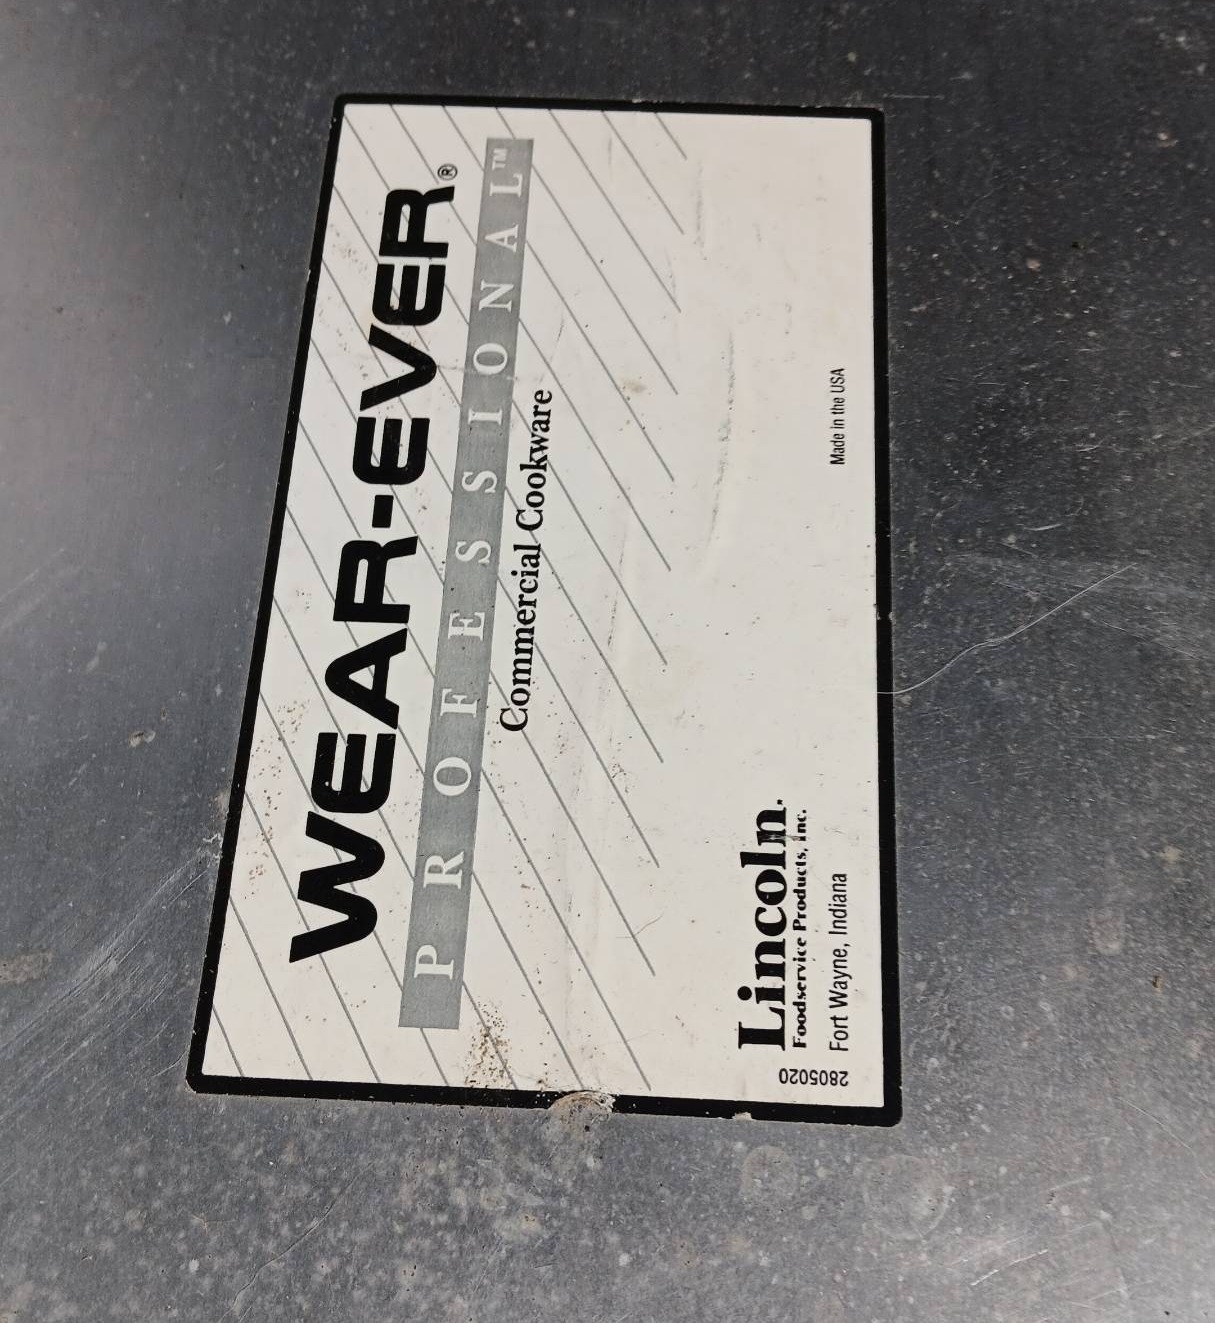 WEAR-EVER®
PROFESSIONAL™
Commercial Cookware
Lincoln.
Foodservice Products, Inc.
Fort Wayne, Indiana
Made in the USA
2805020